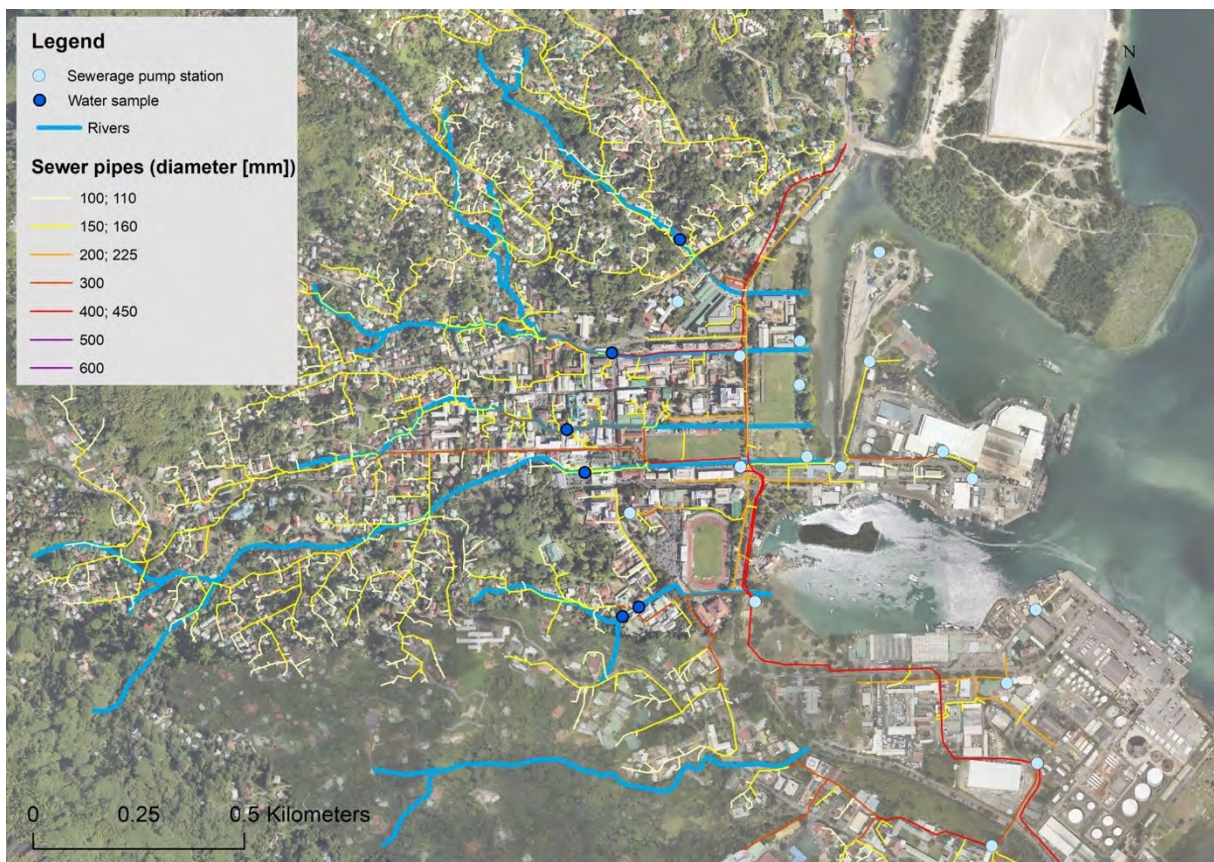 Legend
Sewerage pump station
Water sample
Rivers
Sewer pipes (diameter [mm])
100; 110
150; 160
200; 225
300
400; 450
500
600
N
0 0.25 0.5 Kilometers